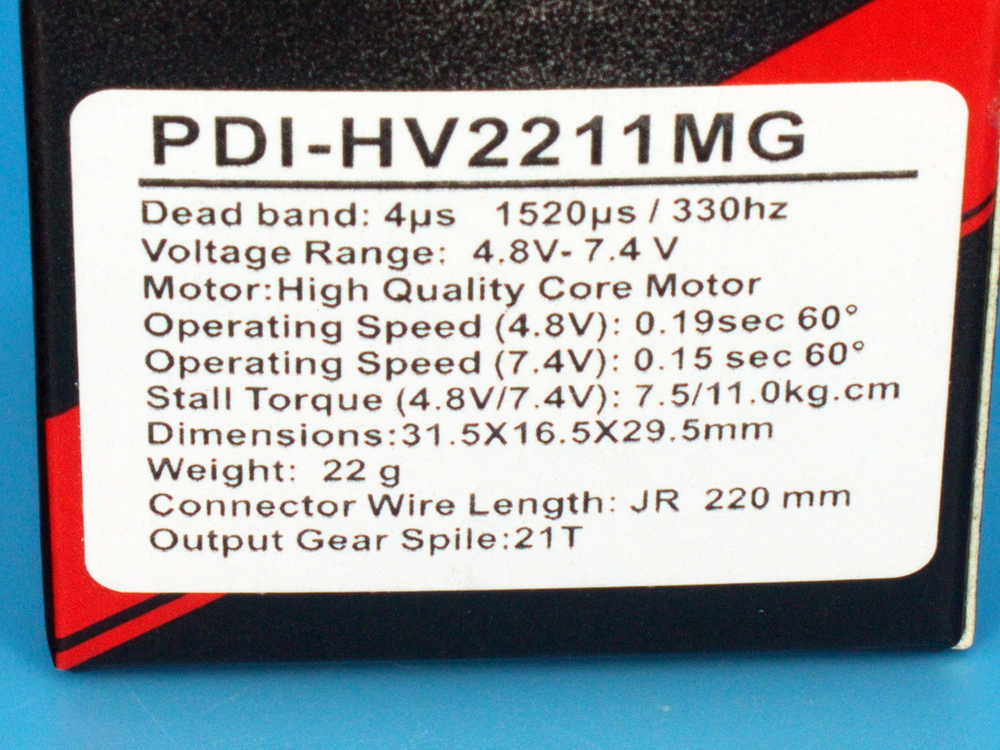 PDI-HV2211MG
Dead band: 4µs 1520µs / 330hz
Voltage Range: 4.8V- 7.4 V
Motor:High Quality Core Motor
Operating Speed (4.8V): 0.19sec 60°
Operating Speed (7.4V): 0.15 sec 60°
Stall Torque (4.8V/7.4V): 7.5/11.0kg.cm
Dimensions:31.5X16.5X29.5mm
Weight: 22 g
Connector Wire Length: JR 220 mm
Output Gear Spile:21T